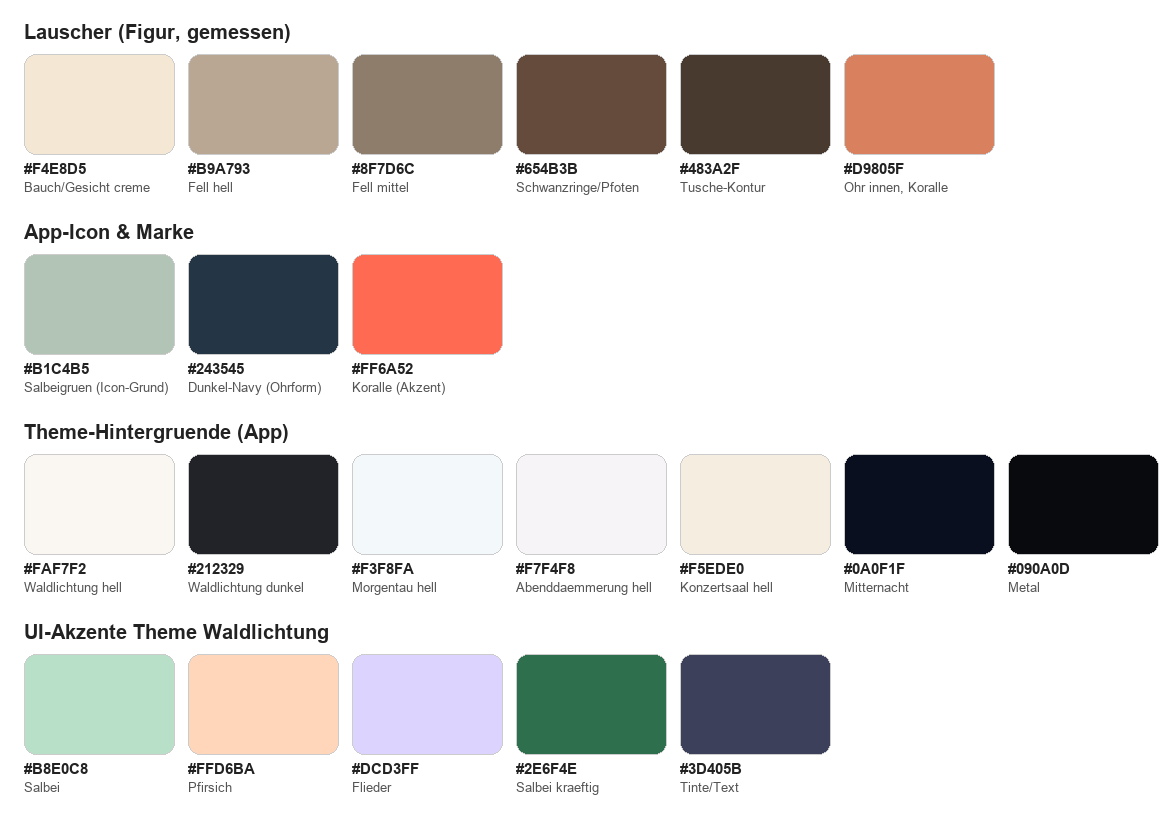 Lauscher (Figur, gemessen)
#F4E8D5 #B9A793 #8F7D6C #654B3B #483A2F #D9805F
Bauch/Gesicht creme Fell hell Fell mittel Schwanzringe/Pfoten Tusche-Kontur Ohr innen, Koralle
App-Icon & Marke
#B1C4B5 #243545 #FF6A52
Salbeigruen (Icon-Grund) Dunkel-Navy (Ohrform) Koralle (Akzent)
Theme-Hintergruende (App)
#FAF7F2 #212329 #F3F8FA #F7F4F8 #F5EDE0 #0A0F1F #090A0D
Waldlichtung hell Waldlichtung dunkel Morgentau hell Abenddaemmerung hell Konzertsaal hell Mitternacht Metal
UI-Akzente Theme Waldlichtung
#B8E0C8 #FFD6BA #DCD3FF #2E6F4E #3D405B
Salbei Pfirsich Flieder Salbei kraeftig Tinte/Text